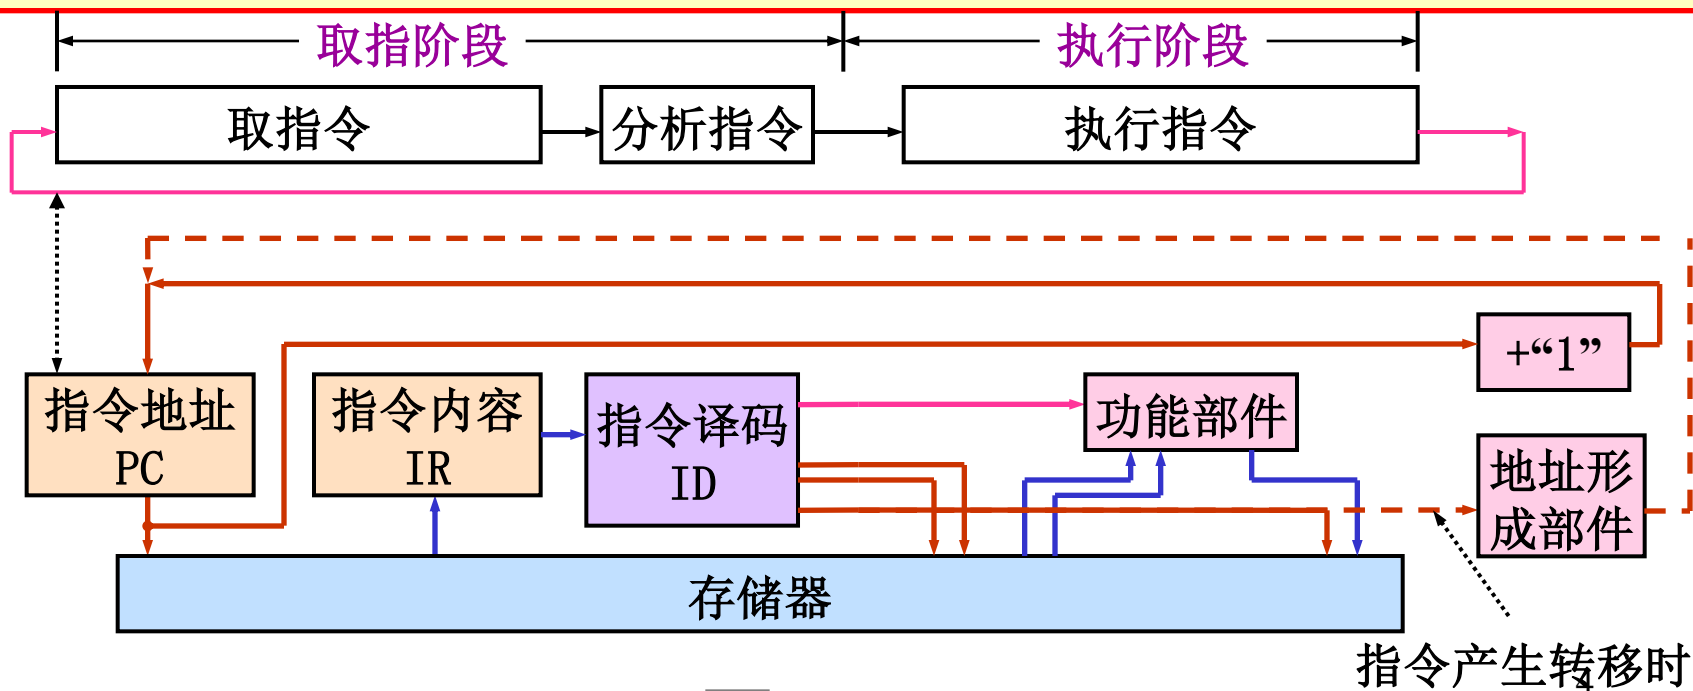 取指阶段 执行阶段
取指令 分析指令 执行指令
+“1”
指令地址
PC
指令内容
IR
指令译码
ID
功能部件
地址形
成部件
存储器
指令产生转移时